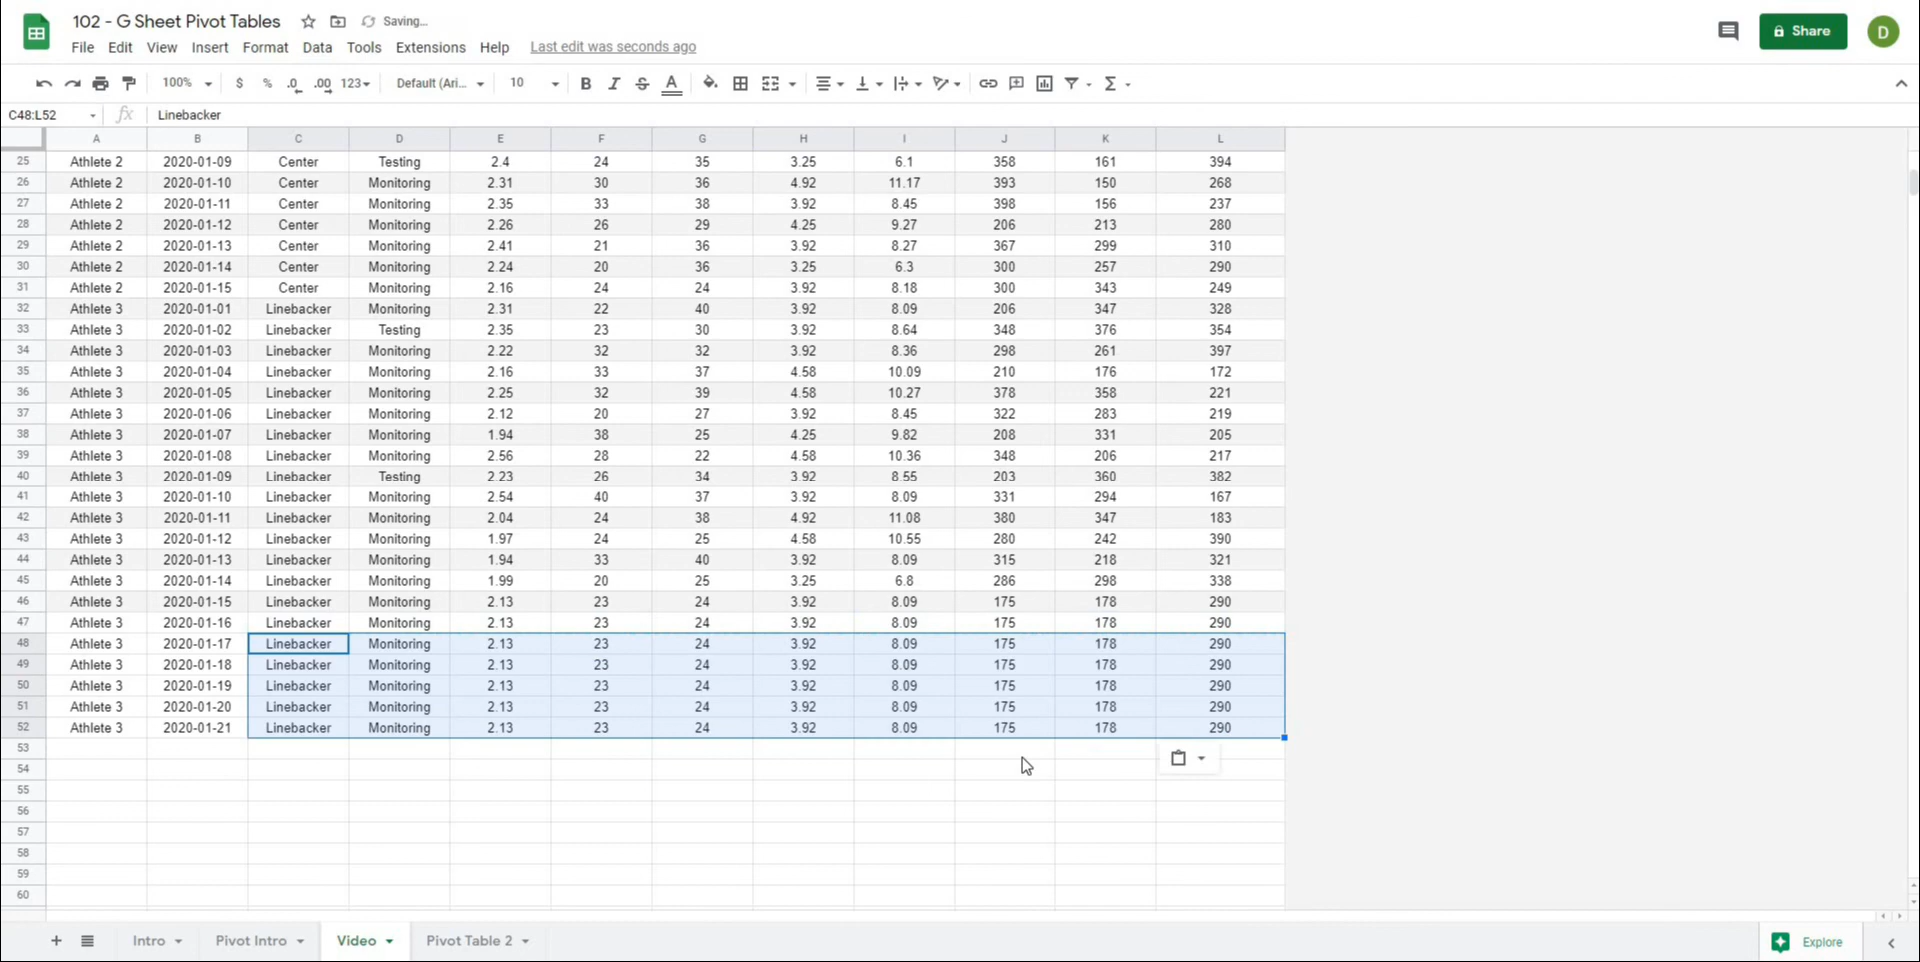 102 - G Sheet Pivot Tables Saving...
File Edit View Insert Format Data Tools Extensions Help Last edit was seconds ago
Share D
100% $ % .0 .00 123 Default (Ari... 10 B I S A Σ
C48:L52 fx Linebacker
A B C D E F G H I J K L
25 Athlete 2 2020-01-09 Center Testing 2.4 24 35 3.25 6.1 358 161 394
26 Athlete 2 2020-01-10 Center Monitoring 2.31 30 36 4.92 11.17 393 150 268
27 Athlete 2 2020-01-11 Center Monitoring 2.35 33 38 3.92 8.45 398 156 237
28 Athlete 2 2020-01-12 Center Monitoring 2.26 26 29 4.25 9.27 206 213 280
29 Athlete 2 2020-01-13 Center Monitoring 2.41 21 36 3.92 8.27 367 299 310
30 Athlete 2 2020-01-14 Center Monitoring 2.24 20 36 3.25 6.3 300 257 290
31 Athlete 2 2020-01-15 Center Monitoring 2.16 24 24 3.92 8.18 300 343 249
32 Athlete 3 2020-01-01 Linebacker Monitoring 2.31 22 40 3.92 8.09 206 347 328
33 Athlete 3 2020-01-02 Linebacker Testing 2.35 23 30 3.92 8.64 348 376 354
34 Athlete 3 2020-01-03 Linebacker Monitoring 2.22 32 32 3.92 8.36 298 261 397
35 Athlete 3 2020-01-04 Linebacker Monitoring 2.16 33 37 4.58 10.09 210 176 172
36 Athlete 3 2020-01-05 Linebacker Monitoring 2.25 32 39 4.58 10.27 378 358 221
37 Athlete 3 2020-01-06 Linebacker Monitoring 2.12 20 27 3.92 8.45 322 283 219
38 Athlete 3 2020-01-07 Linebacker Monitoring 1.94 38 25 4.25 9.82 208 331 205
39 Athlete 3 2020-01-08 Linebacker Monitoring 2.56 28 22 4.58 10.36 348 206 217
40 Athlete 3 2020-01-09 Linebacker Testing 2.23 26 34 3.92 8.55 203 360 382
41 Athlete 3 2020-01-10 Linebacker Monitoring 2.54 40 37 3.92 8.09 331 294 167
42 Athlete 3 2020-01-11 Linebacker Monitoring 2.04 24 38 4.92 11.08 380 347 183
43 Athlete 3 2020-01-12 Linebacker Monitoring 1.97 24 25 4.58 10.55 280 242 390
44 Athlete 3 2020-01-13 Linebacker Monitoring 1.94 33 40 3.92 8.09 315 218 321
45 Athlete 3 2020-01-14 Linebacker Monitoring 1.99 20 25 3.25 6.8 286 298 338
46 Athlete 3 2020-01-15 Linebacker Monitoring 2.13 23 24 3.92 8.09 175 178 290
47 Athlete 3 2020-01-16 Linebacker Monitoring 2.13 23 24 3.92 8.09 175 178 290
48 Athlete 3 2020-01-17 Linebacker Monitoring 2.13 23 24 3.92 8.09 175 178 290
49 Athlete 3 2020-01-18 Linebacker Monitoring 2.13 23 24 3.92 8.09 175 178 290
50 Athlete 3 2020-01-19 Linebacker Monitoring 2.13 23 24 3.92 8.09 175 178 290
51 Athlete 3 2020-01-20 Linebacker Monitoring 2.13 23 24 3.92 8.09 175 178 290
52 Athlete 3 2020-01-21 Linebacker Monitoring 2.13 23 24 3.92 8.09 175 178 290
53
54
55
56
57
58
59
60
+ Intro Pivot Intro Video Pivot Table 2 Explore